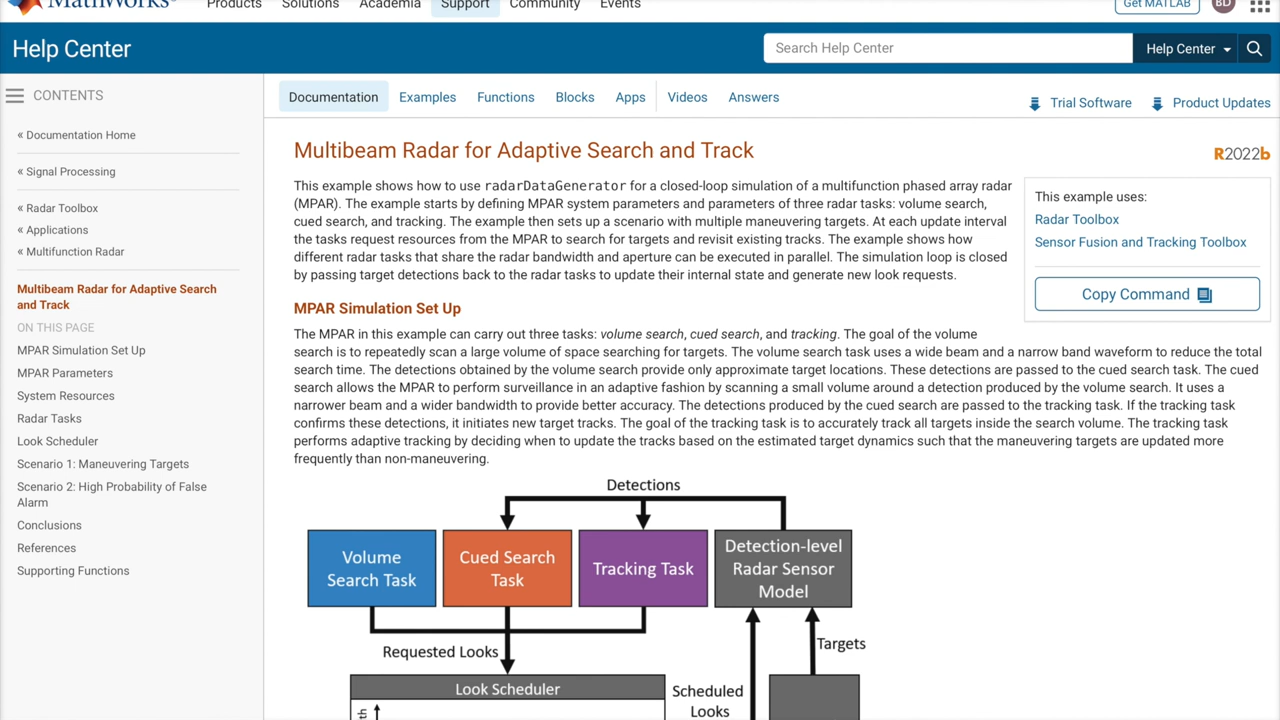 MathWorks
Products Solutions Academia Support Community Events
Get MATLAB BD
Help Center
Search Help Center
Help Center
CONTENTS
« Documentation Home
« Signal Processing
« Radar Toolbox
« Applications
« Multifunction Radar
Multibeam Radar for Adaptive Search
and Track
ON THIS PAGE
MPAR Simulation Set Up
MPAR Parameters
System Resources
Radar Tasks
Look Scheduler
Scenario 1: Maneuvering Targets
Scenario 2: High Probability of False
Alarm
Conclusions
References
Supporting Functions
Documentation Examples Functions Blocks Apps Videos Answers
Trial Software Product Updates
Multibeam Radar for Adaptive Search and Track
R2022b
This example shows how to use radarDataGenerator for a closed-loop simulation of a multifunction phased array radar
(MPAR). The example starts by defining MPAR system parameters and parameters of three radar tasks: volume search,
cued search, and tracking. The example then sets up a scenario with multiple maneuvering targets. At each update interval
the tasks request resources from the MPAR to search for targets and revisit existing tracks. The example shows how
different radar tasks that share the radar bandwidth and aperture can be executed in parallel. The simulation loop is closed
by passing target detections back to the radar tasks to update their internal state and generate new look requests.
This example uses:
Radar Toolbox
Sensor Fusion and Tracking Toolbox
Copy Command
MPAR Simulation Set Up
The MPAR in this example can carry out three tasks: volume search, cued search, and tracking. The goal of the volume
search is to repeatedly scan a large volume of space searching for targets. The volume search task uses a wide beam and a narrow band waveform to reduce the total
search time. The detections obtained by the volume search provide only approximate target locations. These detections are passed to the cued search task. The cued
search allows the MPAR to perform surveillance in an adaptive fashion by scanning a small volume around a detection produced by the volume search. It uses a
narrower beam and a wider bandwidth to provide better accuracy. The detections produced by the cued search are passed to the tracking task. If the tracking task
confirms these detections, it initiates new target tracks. The goal of the tracking task is to accurately track all targets inside the search volume. The tracking task
performs adaptive tracking by deciding when to update the tracks based on the estimated target dynamics such that the maneuvering targets are updated more
frequently than non-maneuvering.
Detections
Volume
Search Task
Cued Search
Task
Tracking Task
Detection-level
Radar Sensor
Model
Requested Looks
Targets
Look Scheduler
Scheduled
Looks